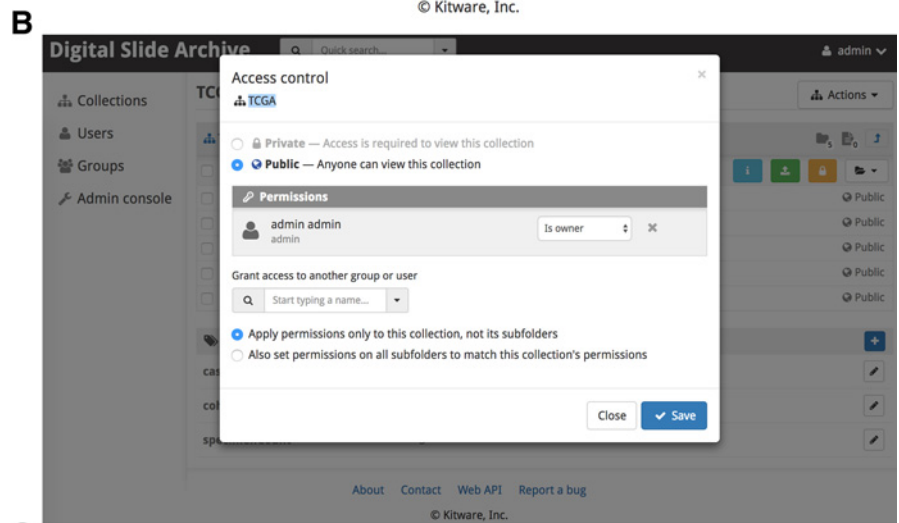 © Kitware, Inc.
B
Digital Slide Archive
Quick search...
admin
Access control
TCGA
Collections
Users
Groups
Admin console
Actions
Private — Access is required to view this collection
Public — Anyone can view this collection
5
0
Permissions
admin admin
admin
Is owner
Public
Public
Public
Public
Public
Grant access to another group or user
Start typing a name...
Apply permissions only to this collection, not its subfolders
Also set permissions on all subfolders to match this collection's permissions
Close
Save
About Contact Web API Report a bug
© Kitware, Inc.